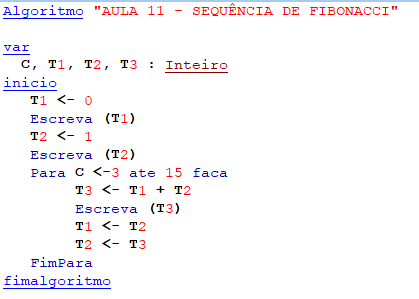 Algoritmo "AULA 11 - SEQUÊNCIA DE FIBONACCI"
var
C, T1, T2, T3 : Inteiro
inicio
T1 <- 0
Escreva (T1)
T2 <- 1
Escreva (T2)
Para C <-3 ate 15 faca
T3 <- T1 + T2
Escreva (T3)
T1 <- T2
T2 <- T3
FimPara
fimalgoritmo